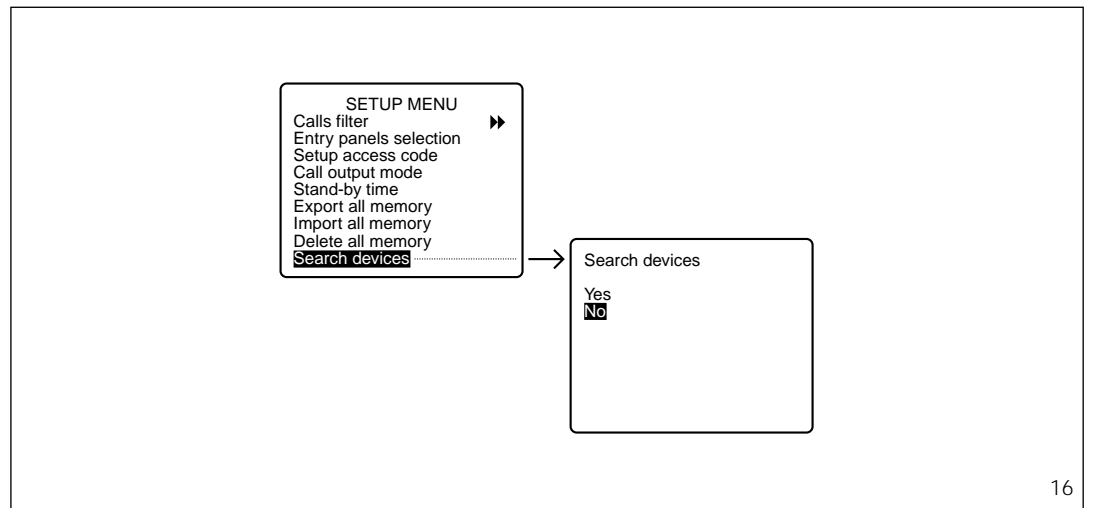 SETUP MENU
Calls filter
Entry panels selection
Setup access code
Call output mode
Stand-by time
Export all memory
Import all memory
Delete all memory
Search devices
Search devices
Yes
No
16